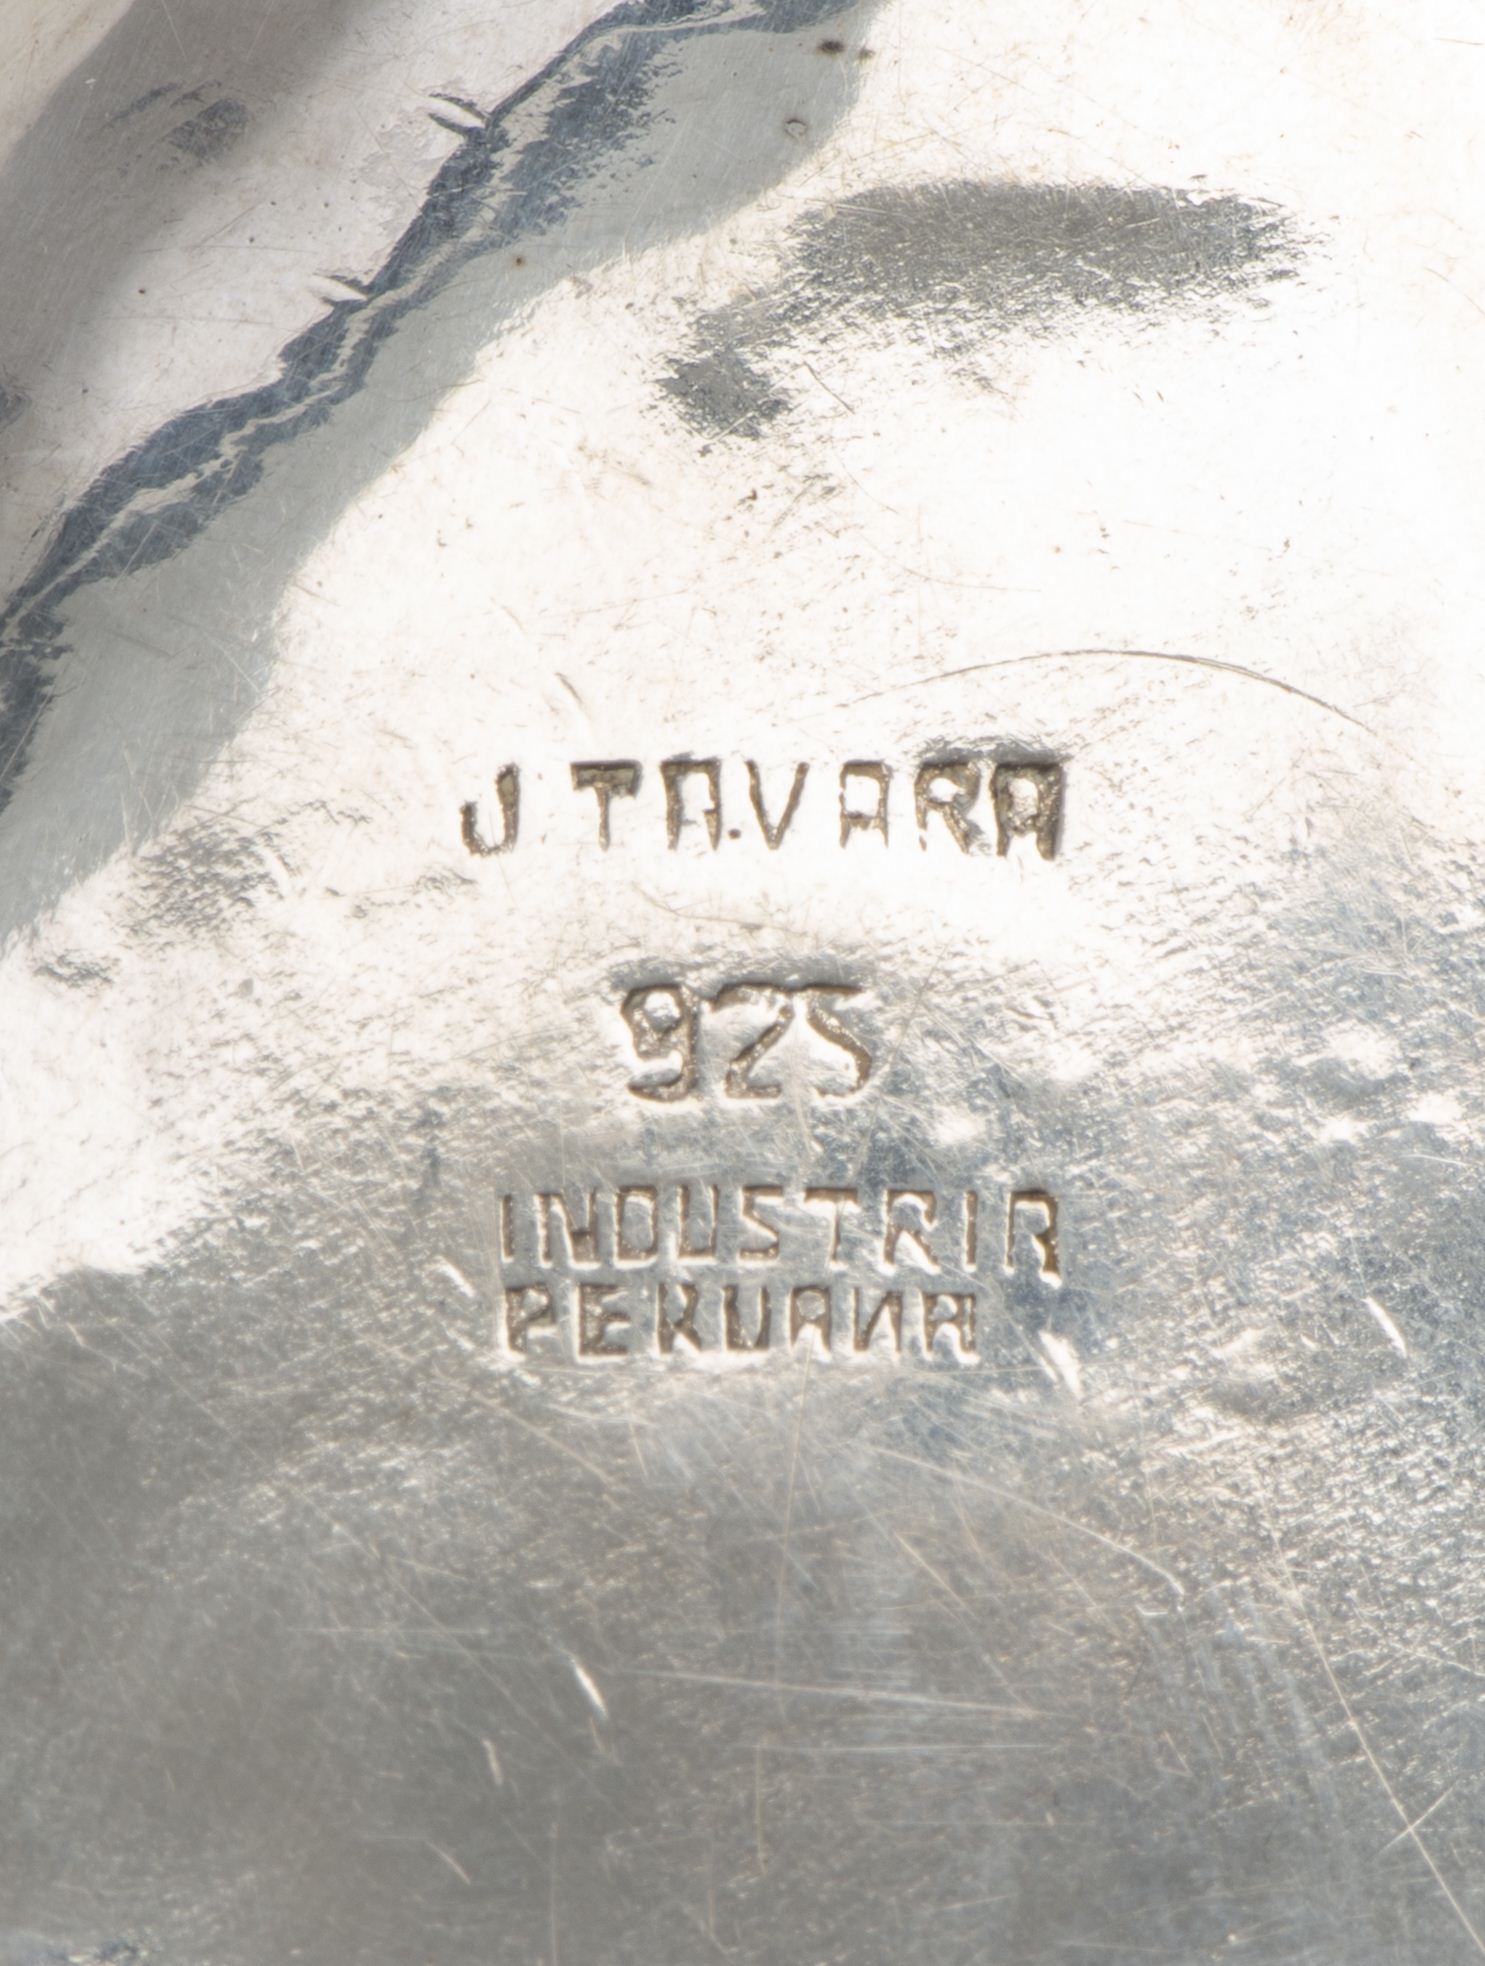 J TAVARA
925
INDUSTRIA
PERUANA